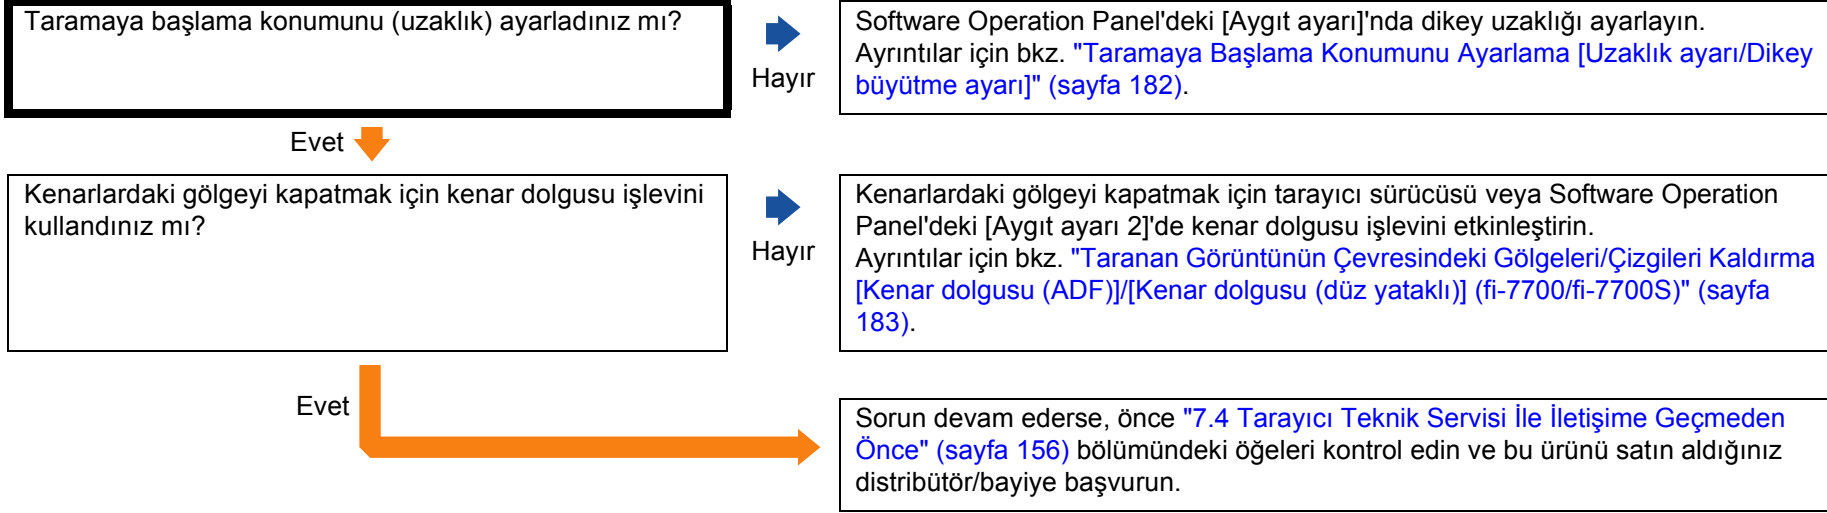 Taramaya başlama konumunu (uzaklık) ayarladınız mı?
Hayır
Software Operation Panel'deki [Aygıt ayarı]'nda dikey uzaklığı ayarlayın.
Ayrıntılar için bkz. "Taramaya Başlama Konumunu Ayarlama [Uzaklık ayarı/Dikey
büyütme ayarı]" (sayfa 182).
Evet
Kenarlardaki gölgeyi kapatmak için kenar dolgusu işlevini
kullandınız mı?
Hayır
Kenarlardaki gölgeyi kapatmak için tarayıcı sürücüsü veya Software Operation
Panel'deki [Aygıt ayarı 2]'de kenar dolgusu işlevini etkinleştirin.
Ayrıntılar için bkz. "Taranan Görüntünün Çevresindeki Gölgeleri/Çizgileri Kaldırma
[Kenar dolgusu (ADF)]/[Kenar dolgusu (düz yataklı)] (fi-7700/fi-7700S)" (sayfa
183).
Evet
Sorun devam ederse, önce "7.4 Tarayıcı Teknik Servisi İle İletişime Geçmeden
Önce" (sayfa 156) bölümündeki öğeleri kontrol edin ve bu ürünü satın aldığınız
distribütör/bayiye başvurun.